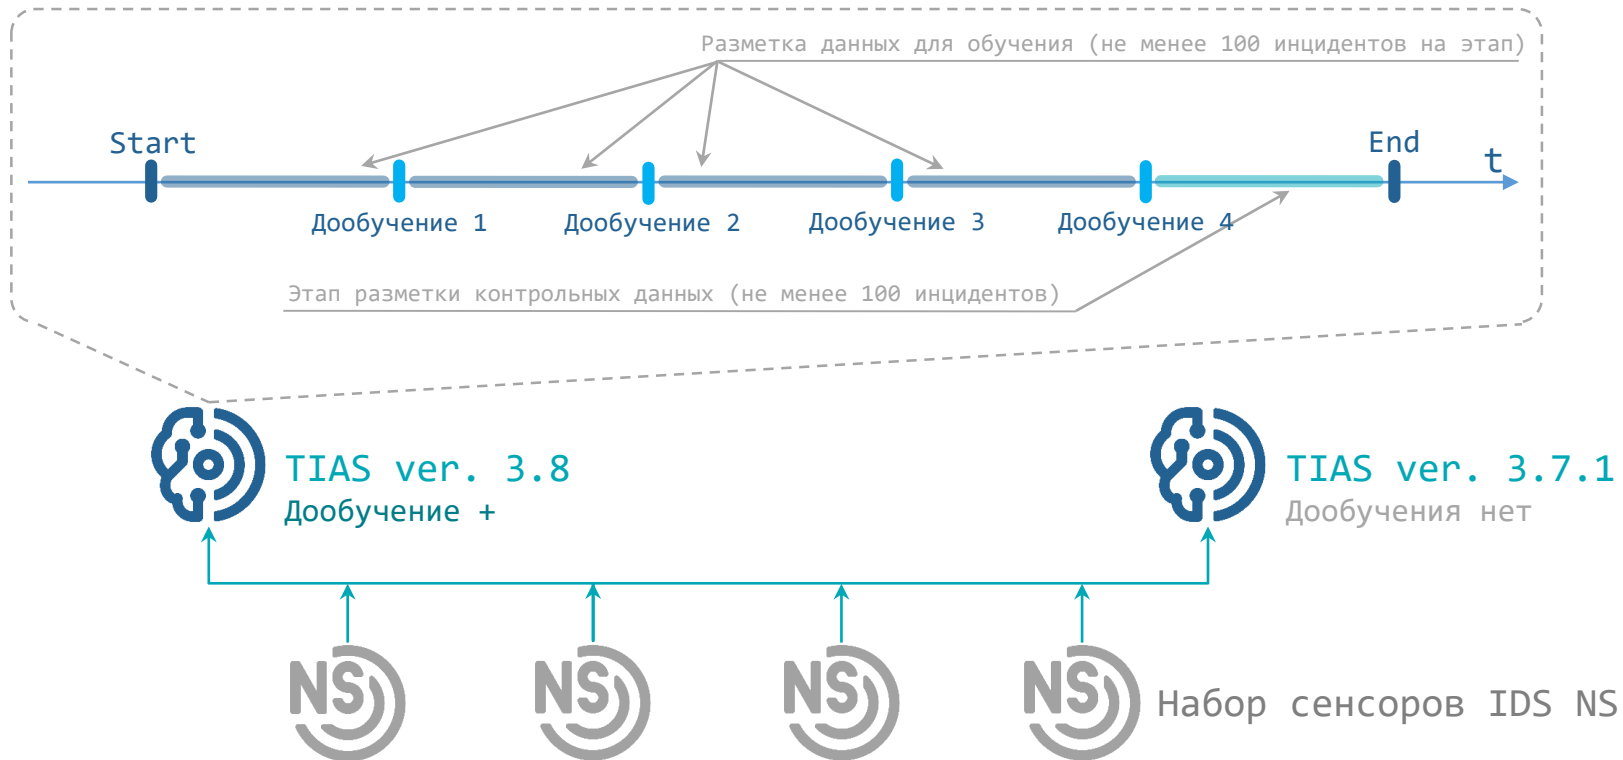 Разметка данных для обучения (не менее 100 инцидентов на этап)
Start
End
t
Дообучение 1
Дообучение 2
Дообучение 3
Дообучение 4
Этап разметки контрольных данных (не менее 100 инцидентов)
TIAS ver. 3.8
Дообучение +
TIAS ver. 3.7.1
Дообучения нет
NS
NS
NS
NS
Набор сенсоров IDS NS